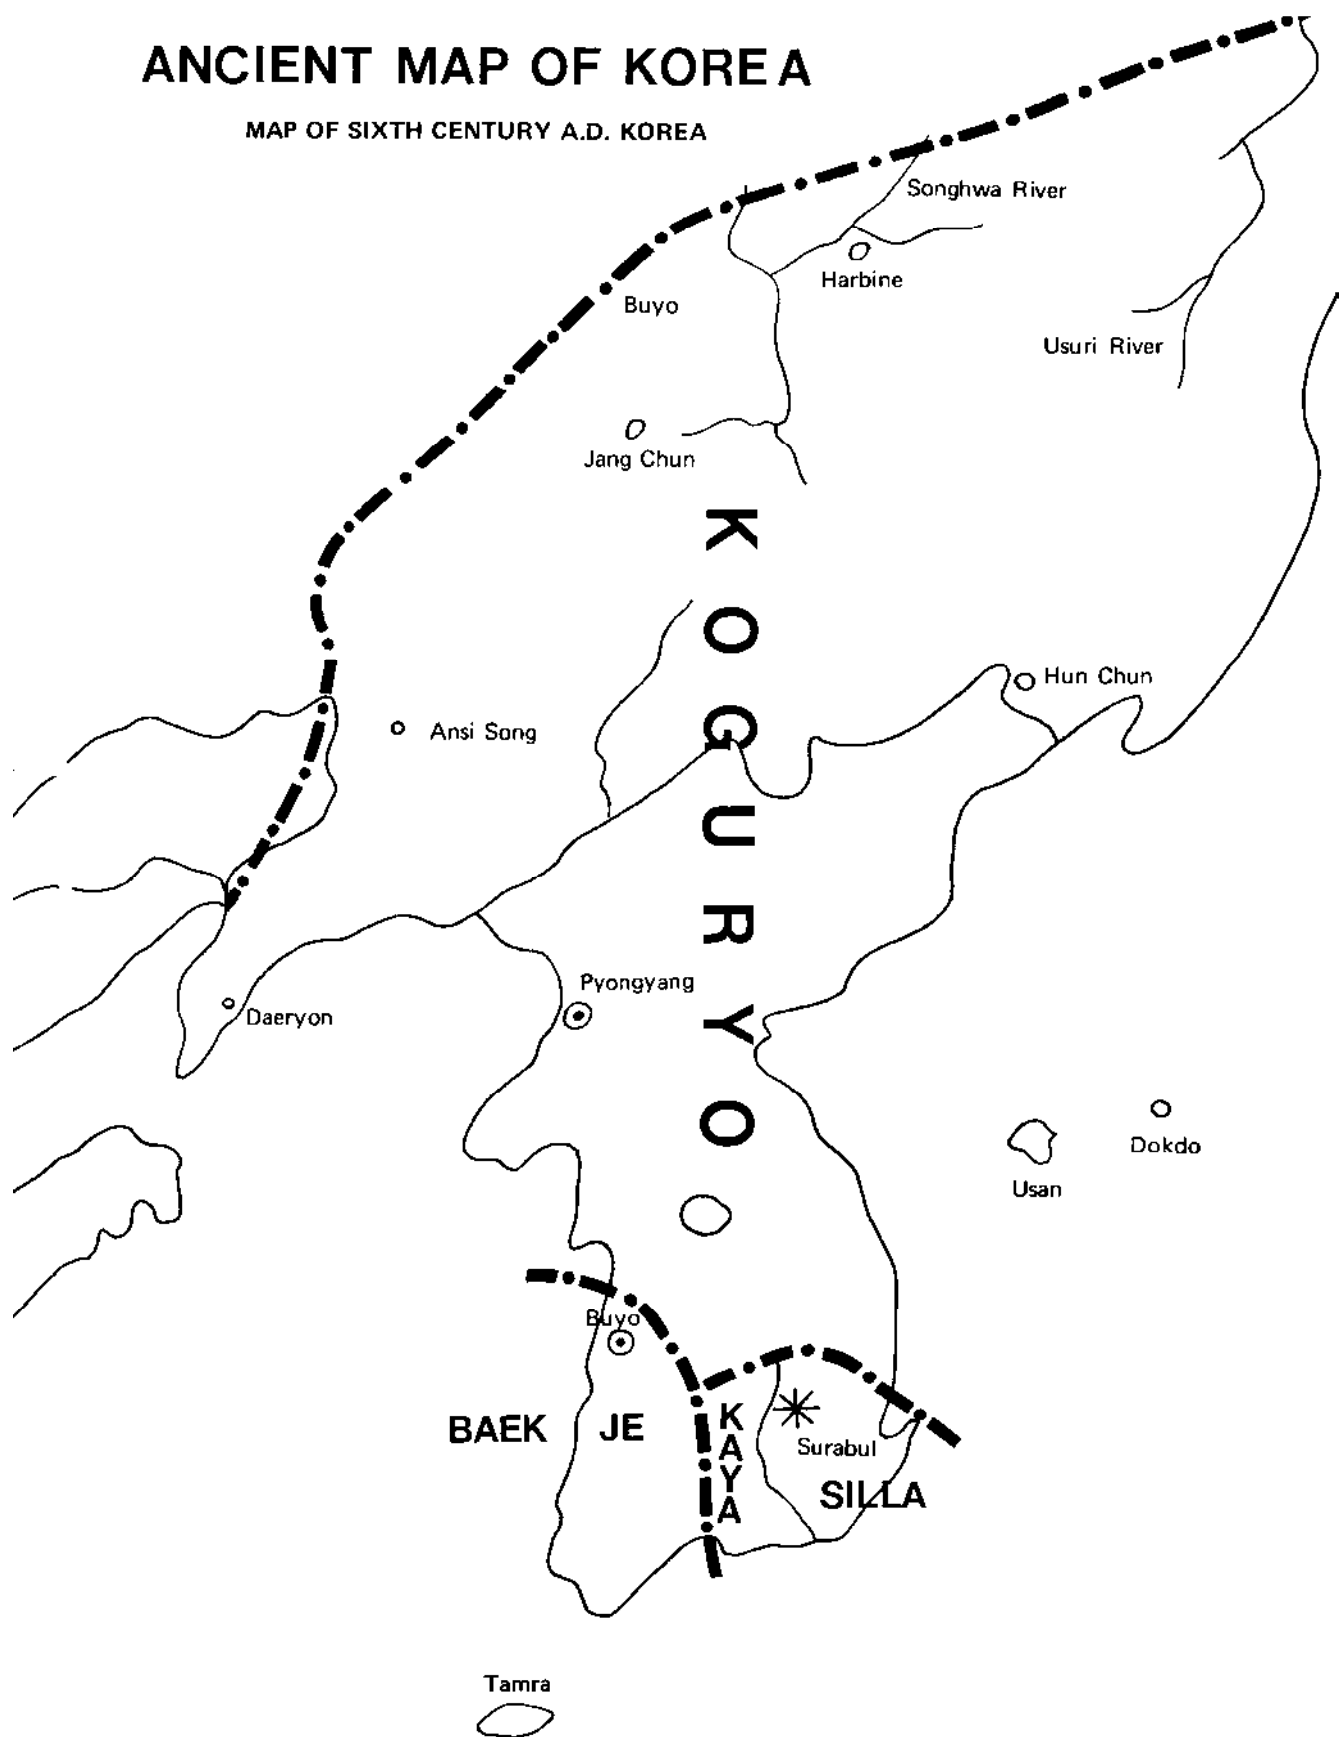 ANCIENT MAP OF KOREA
MAP OF SIXTH CENTURY A.D. KOREA
Songhwa River
Harbine
Buyo
Usuri River
Jang Chun
KOGURYO
Hun Chun
Ansi Song
Pyongyang
Daeryon
Dokdo
Usan
Buyo
BAEK JE
KAYA
Surabul
SILLA
Tamra